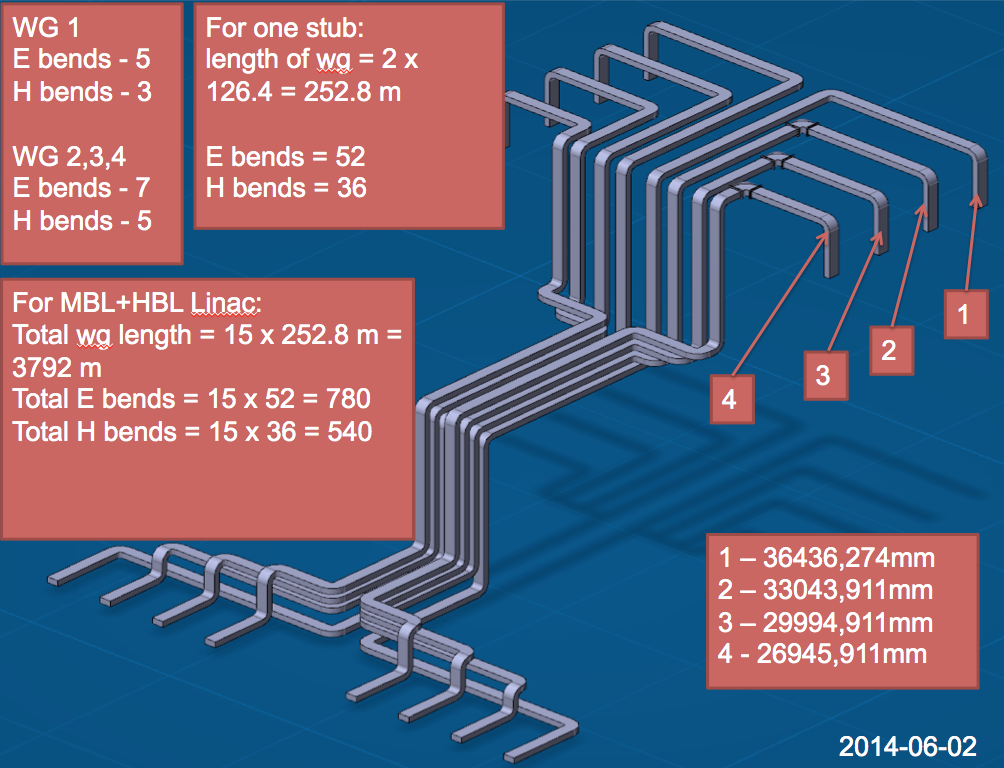 WG 1
E bends - 5
H bends - 3
WG 2,3,4
E bends - 7
H bends - 5
For one stub:
length of wg = 2 x
126.4 = 252.8 m
E bends = 52
H bends = 36
For MBL+HBL Linac:
Total wg length = 15 x 252.8 m =
3792 m
Total E bends = 15 x 52 = 780
Total H bends = 15 x 36 = 540
1
2
3
4
1 – 36436,274mm
2 – 33043,911mm
3 – 29994,911mm
4 - 26945,911mm
2014-06-02